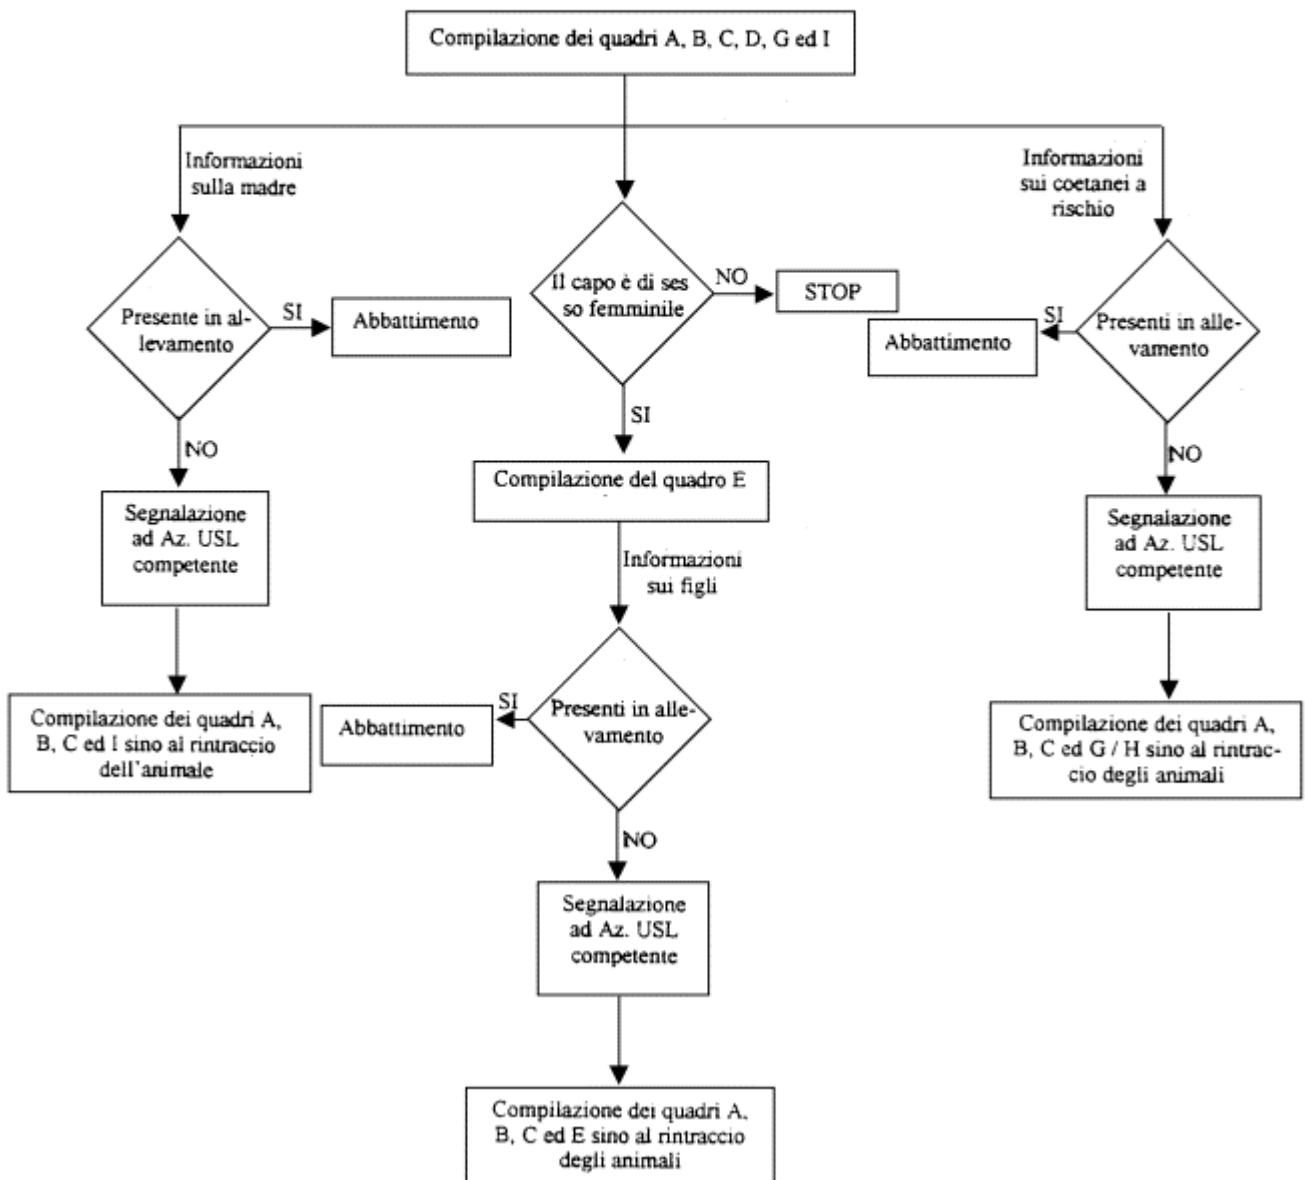 Compilazione dei quadri A, B, C, D, G ed I
Informazioni
sulla madre
Presente in al-
levamento
SI
Abbattimento
NO
Segnalazione
ad Az. USL
competente
Compilazione dei quadri A,
B, C ed I sino al rintraccio
dell'animale
Il capo è di ses
so femminile
NO
STOP
SI
Compilazione del quadro E
Informazioni
sui figli
Presenti in alle-
vamento
SI
Abbattimento
NO
Segnalazione
ad Az. USL
competente
Compilazione dei quadri A,
B, C ed E sino al rintraccio
degli animali
Informazioni
sui coetanei a
rischio
Presenti in alle-
vamento
SI
Abbattimento
NO
Segnalazione
ad Az. USL
competente
Compilazione dei quadri A,
B, C ed G / H sino al rintrac-
cio degli animali